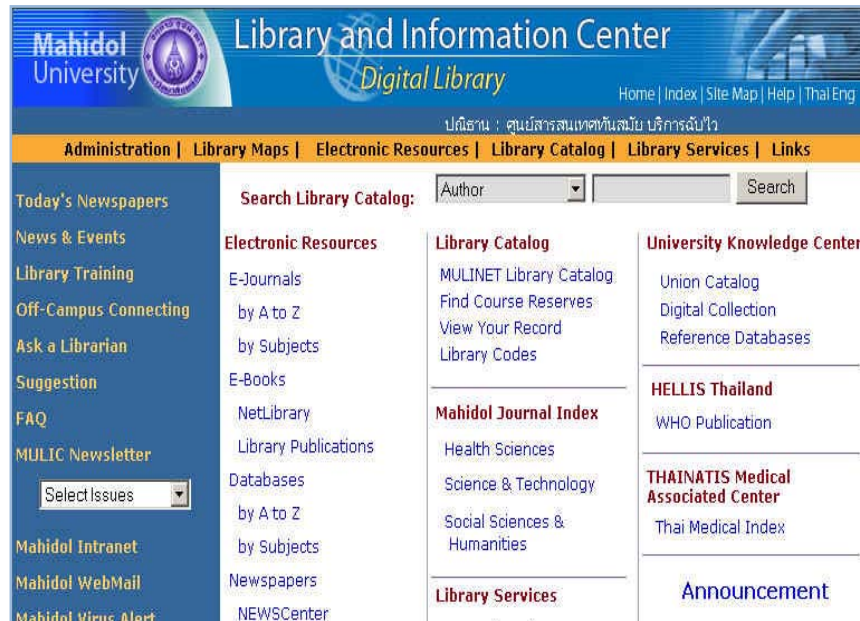 Mahidol
University
Library and Information Center
Digital Library
Home | Index | Site Map | Help | Thai Eng
ปณิธาน : ศูนย์สารสนเทศทันสมัย บริการฉับไว
Administration | Library Maps | Electronic Resources | Library Catalog | Library Services | Links
Today's Newspapers
News & Events
Library Training
Off-Campus Connecting
Ask a Librarian
Suggestion
FAQ
MULIC Newsletter
Select Issues
Mahidol Intranet
Mahidol WebMail
Mahidol Virus Alert
Search Library Catalog:
Author
Search
Electronic Resources
E-Journals
by A to Z
by Subjects
E-Books
NetLibrary
Library Publications
Databases
by A to Z
by Subjects
Newspapers
NEWSCenter
Library Catalog
MULINET Library Catalog
Find Course Reserves
View Your Record
Library Codes
Mahidol Journal Index
Health Sciences
Science & Technology
Social Sciences &
Humanities
Library Services
University Knowledge Center
Union Catalog
Digital Collection
Reference Databases
HELLIS Thailand
WHO Publication
THAINATIS Medical
Associated Center
Thai Medical Index
Announcement